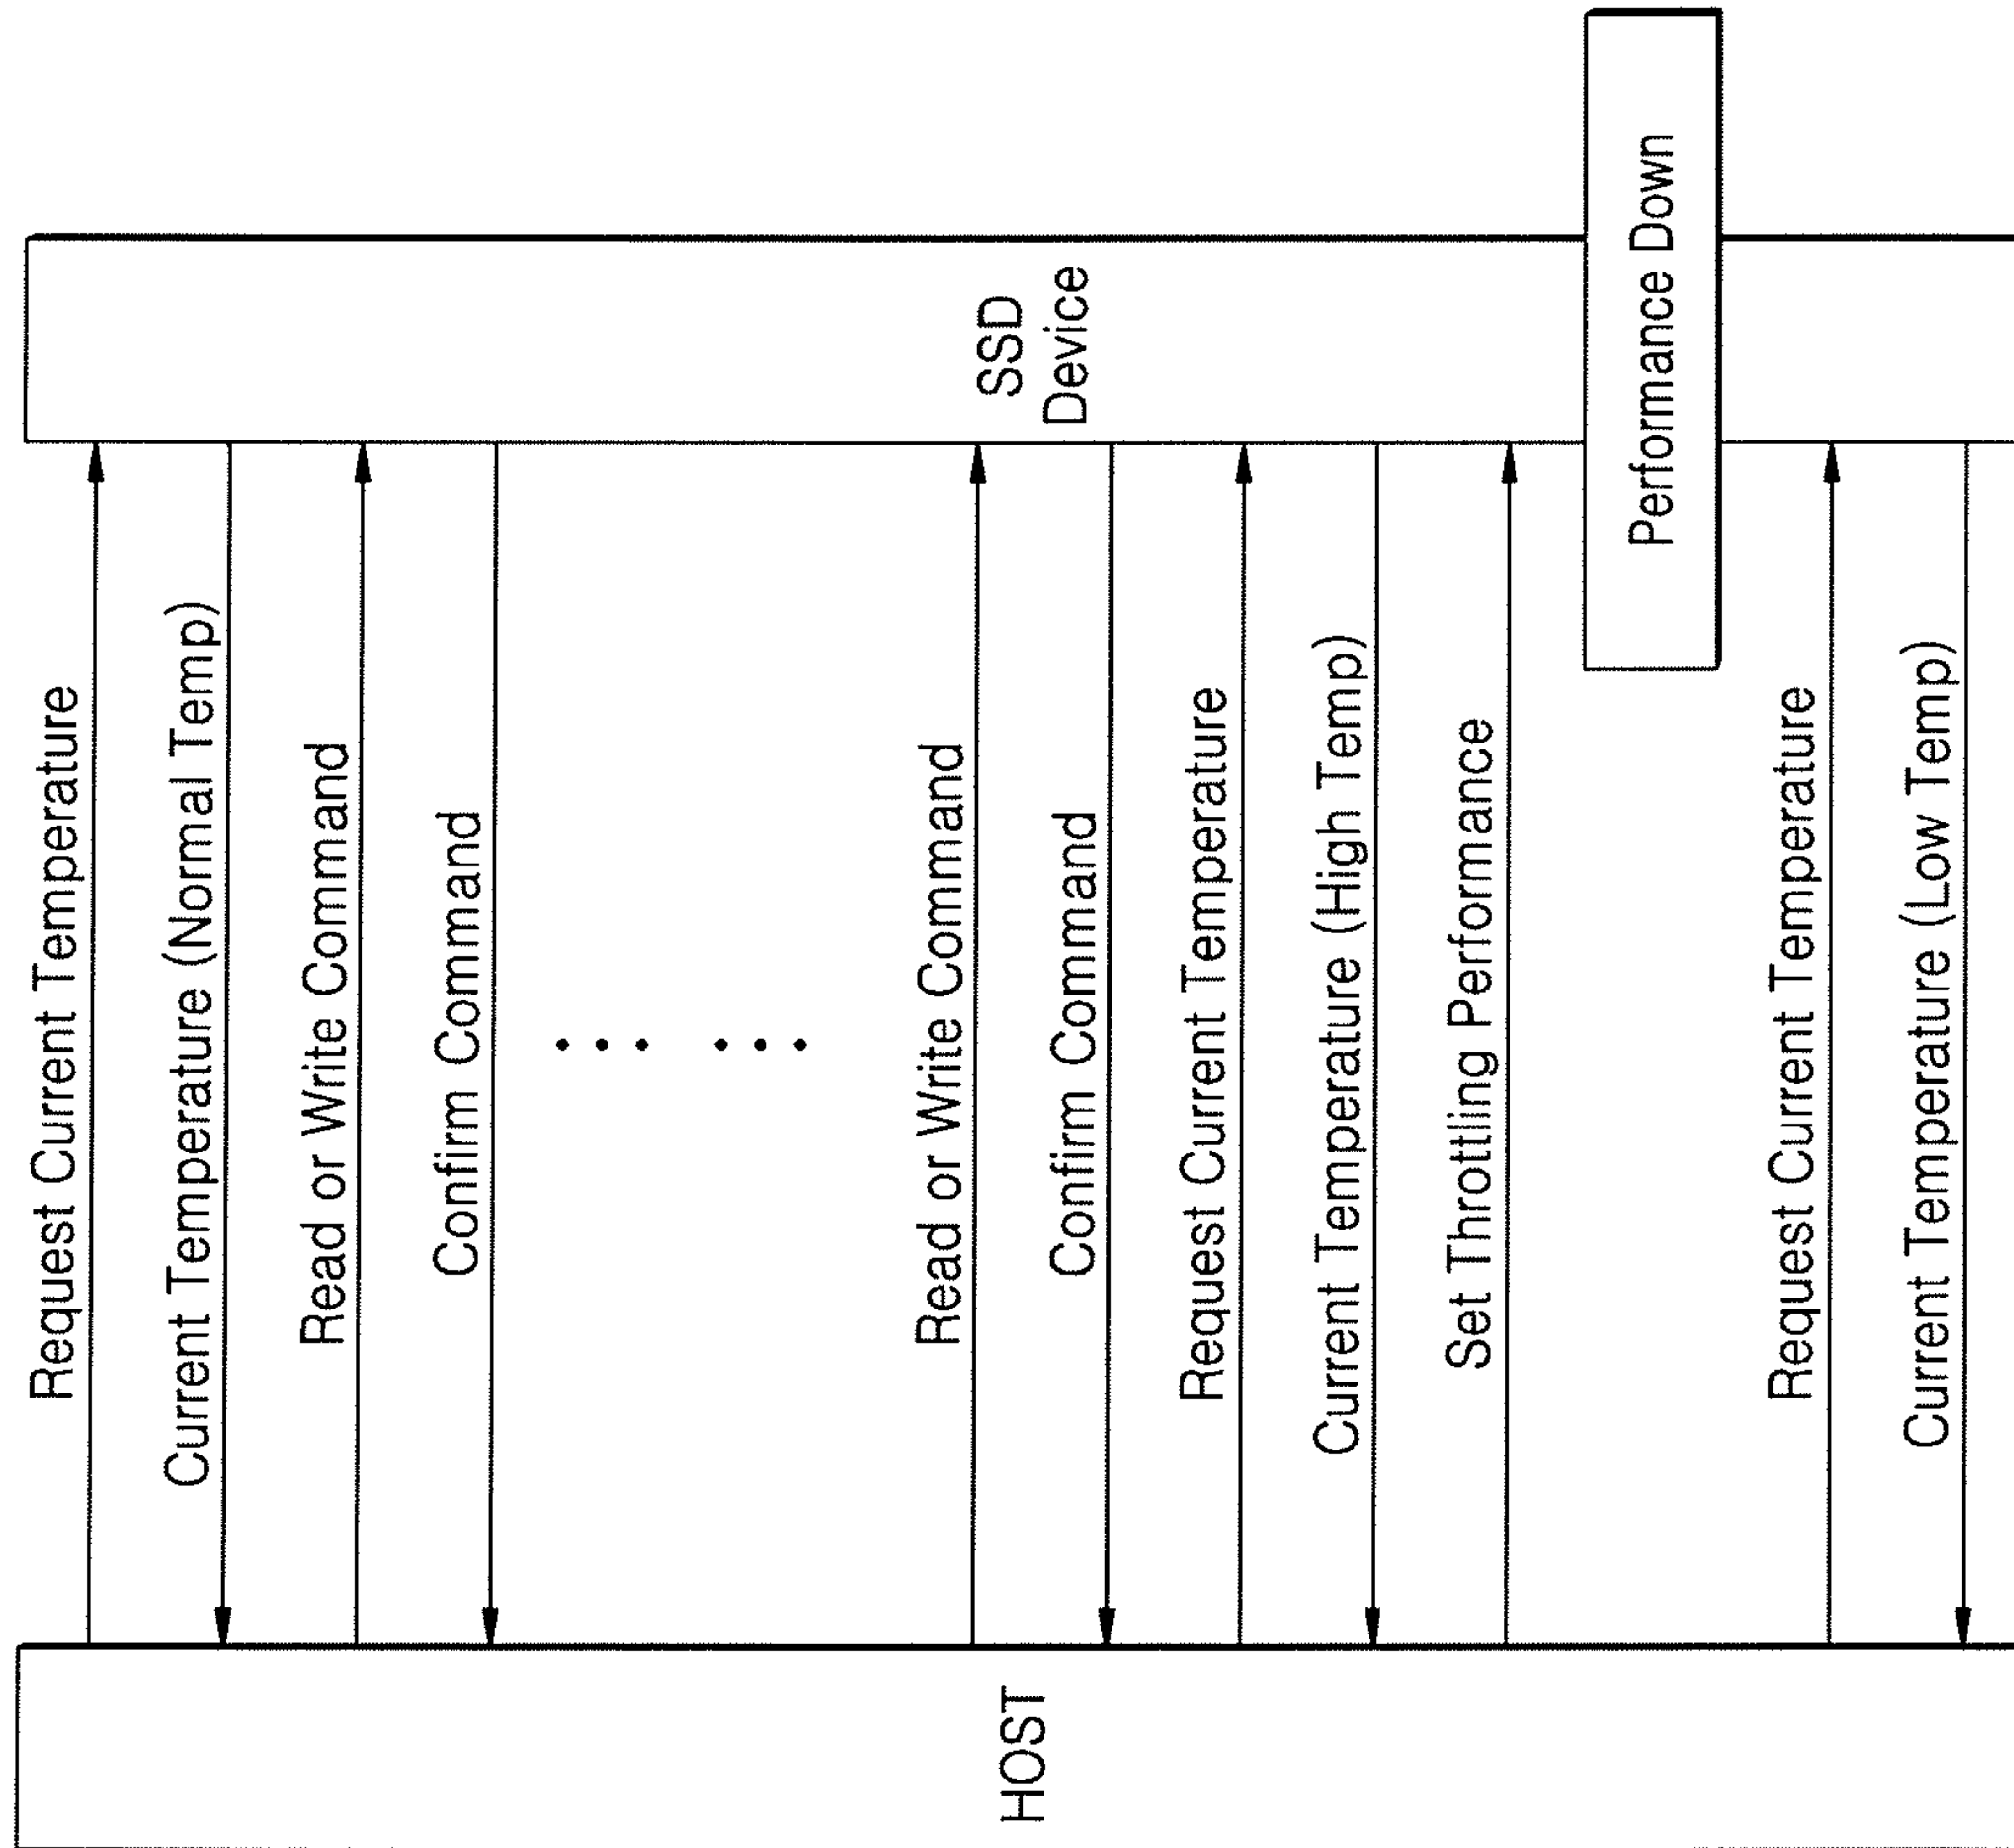 HOST
Request Current Temperature
Current Temperature (Normal Temp)
Read or Write Command
Confirm Command
Read or Write Command
Confirm Command
Request Current Temperature
Current Temperature (High Temp)
Set Throttling Performance
Request Current Temperature
Current Temperature (Low Temp)
SSD
Device
Performance Down